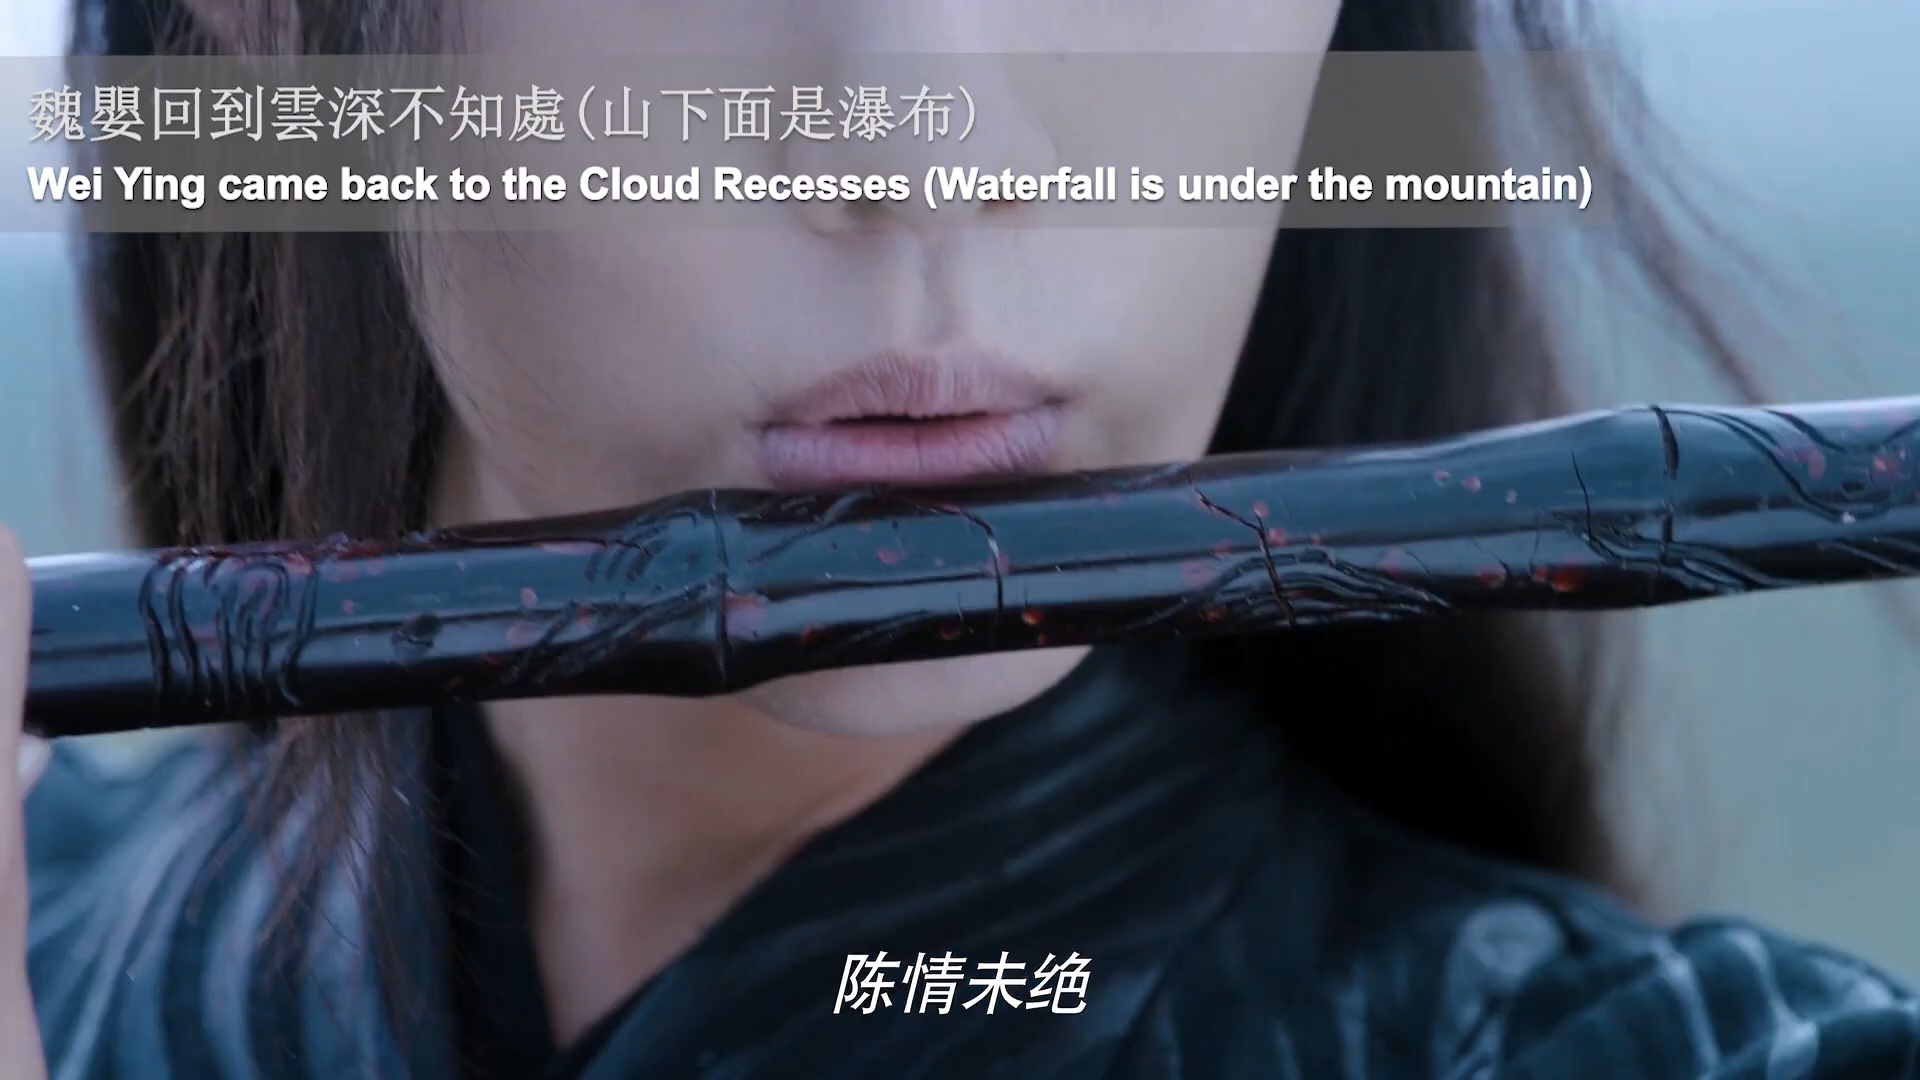 魏嬰回到雲深不知處(山下面是瀑布)
Wei Ying came back to the Cloud Recesses (Waterfall is under the mountain)
陈情未绝